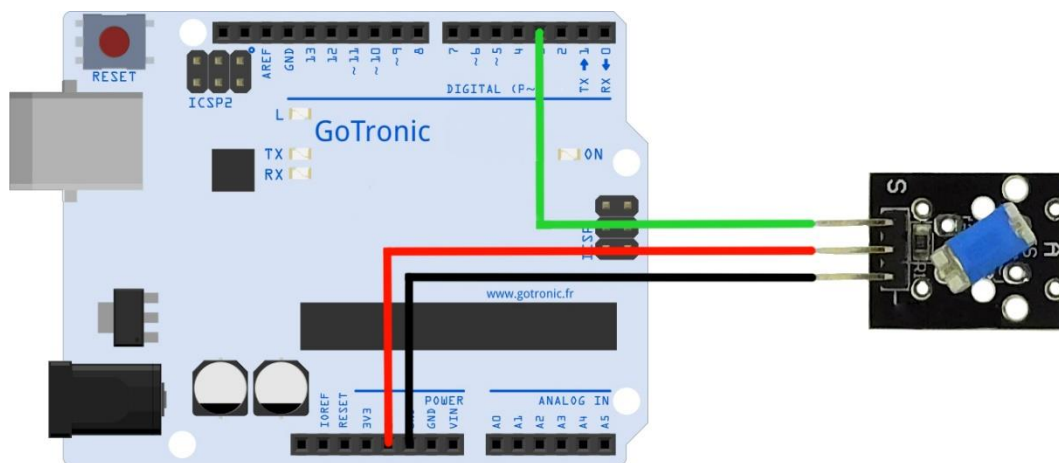 RESET
ICSP2
AREF
GND
13
12
~11
~10
~9
8
7
~6
~5
4
2
TX 1
RX 0
DIGITAL (P~
L
GoTronic
TX
RX
ON
ICSP
www.gotronic.fr
S
A
IOREF
RESET
3V3
GND
VIN
POWER
ANALOG IN
A0
A1
A2
A3
A4
A5